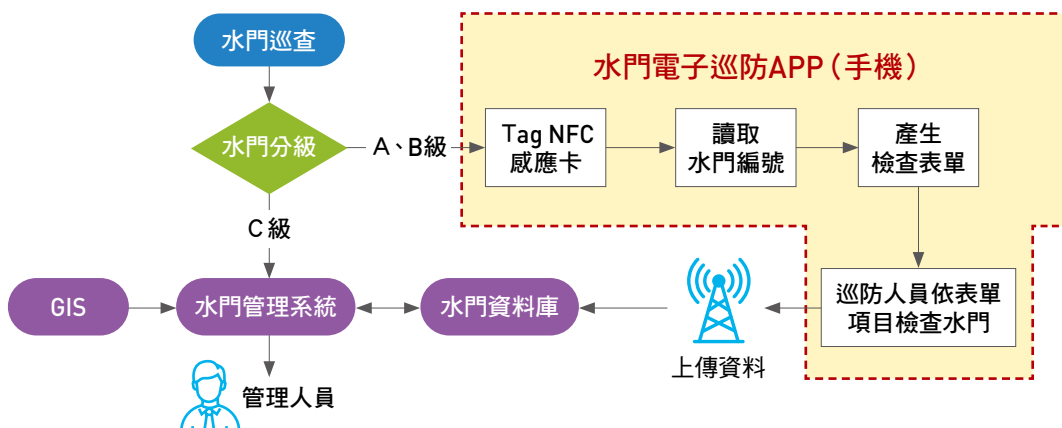 水門巡查
水門電子巡防APP（手機）
水門分級
A、B級
Tag NFC
感應卡
讀取
水門編號
產生
檢查表單
C 級
GIS
水門管理系統
水門資料庫
上傳資料
巡防人員依表單
項目檢查水門
管理人員